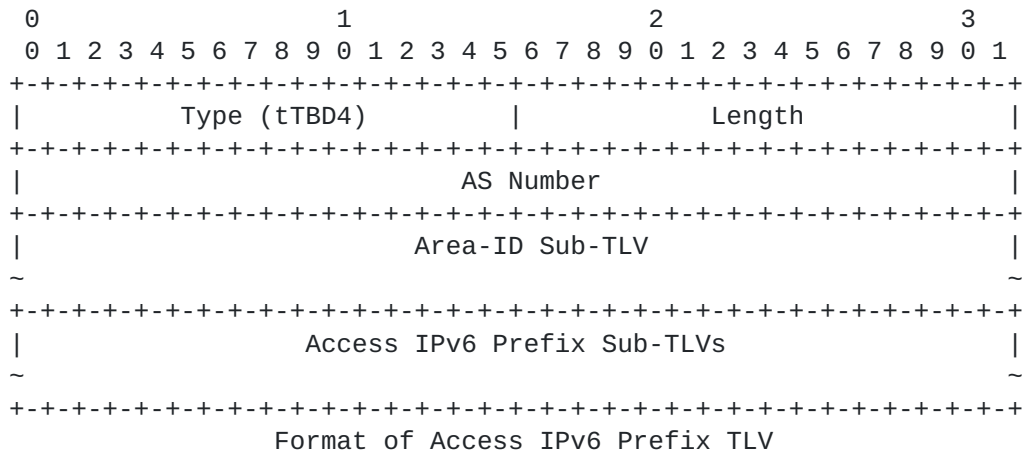 0                   1                   2                   3
 0 1 2 3 4 5 6 7 8 9 0 1 2 3 4 5 6 7 8 9 0 1 2 3 4 5 6 7 8 9 0 1
+-+-+-+-+-+-+-+-+-+-+-+-+-+-+-+-+-+-+-+-+-+-+-+-+-+-+-+-+-+-+-+-+
|          Type (tTBD4)         |            Length             |
+-+-+-+-+-+-+-+-+-+-+-+-+-+-+-+-+-+-+-+-+-+-+-+-+-+-+-+-+-+-+-+-+
|                            AS Number                          |
+-+-+-+-+-+-+-+-+-+-+-+-+-+-+-+-+-+-+-+-+-+-+-+-+-+-+-+-+-+-+-+-+
|                         Area-ID Sub-TLV                       |
~                                                               ~
+-+-+-+-+-+-+-+-+-+-+-+-+-+-+-+-+-+-+-+-+-+-+-+-+-+-+-+-+-+-+-+-+
|                  Access IPv6 Prefix Sub-TLVs                  |
~                                                               ~
+-+-+-+-+-+-+-+-+-+-+-+-+-+-+-+-+-+-+-+-+-+-+-+-+-+-+-+-+-+-+-+-+
                 Format of Access IPv6 Prefix TLV